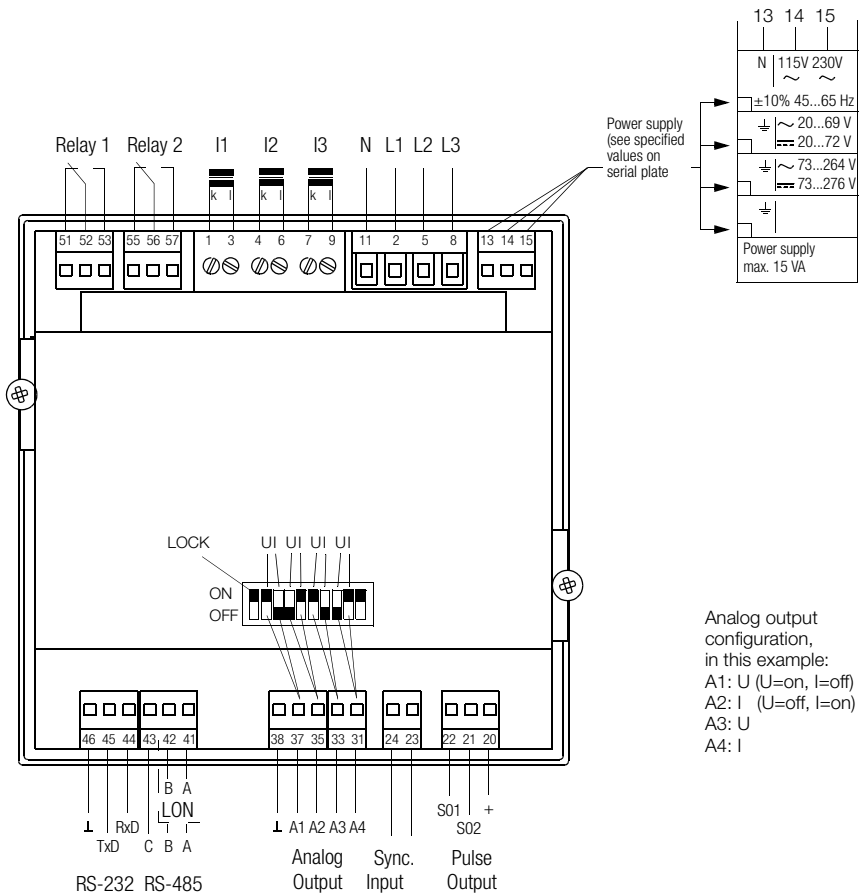 13 14 15
N 115V 230V
~ ~
±10% 45...65 Hz
⏚ ~ 20...69 V
⎓ 20...72 V
⏚ ~ 73...264 V
⎓ 73...276 V
⏚
Power supply
max. 15 VA
Power supply
(see specified
values on
serial plate
Relay 1 Relay 2 I1 I2 I3 N L1 L2 L3
k l k l k l
51 52 53 55 56 57 1 3 4 6 7 9 11 2 5 8 13 14 15
LOCK UI UI UI UI
ON
OFF
Analog output
configuration,
in this example:
A1: U (U=on, I=off)
A2: I (U=off, I=on)
A3: U
A4: I
46 45 44 43 42 41 38 37 35 33 31 24 23 22 21 20
B A
LON
⊥ TxD RxD C B A
RS-232 RS-485
⊥ A1 A2 A3 A4
Analog
Output
Sync.
Input
S01 S02 +
Pulse
Output